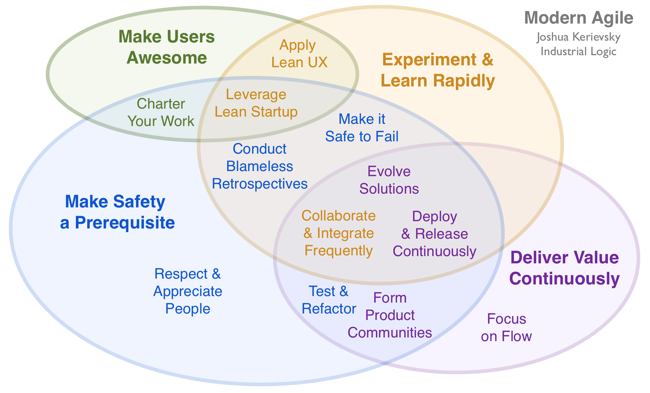 Modern Agile
Joshua Kerievsky
Industrial Logic
Make Users
Awesome
Apply
Lean UX
Experiment &
Learn Rapidly
Charter
Your Work
Leverage
Lean Startup
Make it
Safe to Fail
Conduct
Blameless
Retrospectives
Evolve
Solutions
Make Safety
a Prerequisite
Collaborate
& Integrate
Frequently
Deploy
& Release
Continuously
Deliver Value
Continuously
Respect &
Appreciate
People
Test &
Refactor
Form
Product
Communities
Focus
on Flow